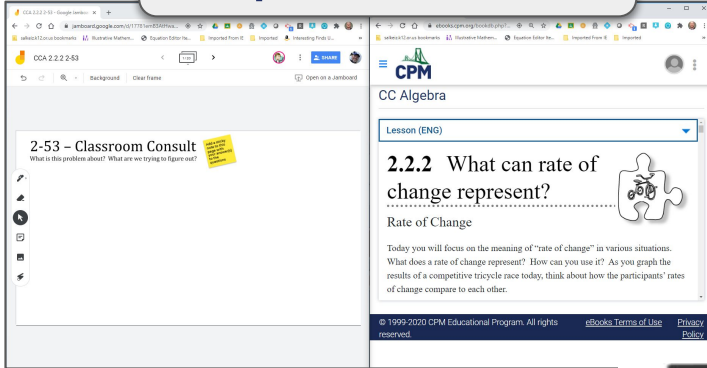 CCA 2.2.2 2-53 - Google Jamboa
jamboard.google.com/d/1
selkirk12.or.us bookmarks
Illustrative Mathem...
Equation Editor Re...
Imported From IE
Imported
Interesting Finds U...
CCA 2.2.2 2-53
SHARE
Background
Clear frame
Open on a Jamboard
2-53 – Classroom Consult
What is this problem about? What are we trying to figure out?
ebooks.cpm.org/bookdb.php?...
Illustrative Mathem...
Equation Editor Re...
Imported From IE
Imported
CPM
CC Algebra
Lesson (ENG)
2.2.2 What can rate of
change represent?
Rate of Change
Today you will focus on the meaning of “rate of change” in various situations.
What does a rate of change represent? How can you use it? As you graph the
results of a competitive tricycle race today, think about how the participants’ rates
of change compare to each other.
© 1999-2020 CPM Educational Program. All rights
reserved.
eBooks Terms of Use
Privacy
Policy